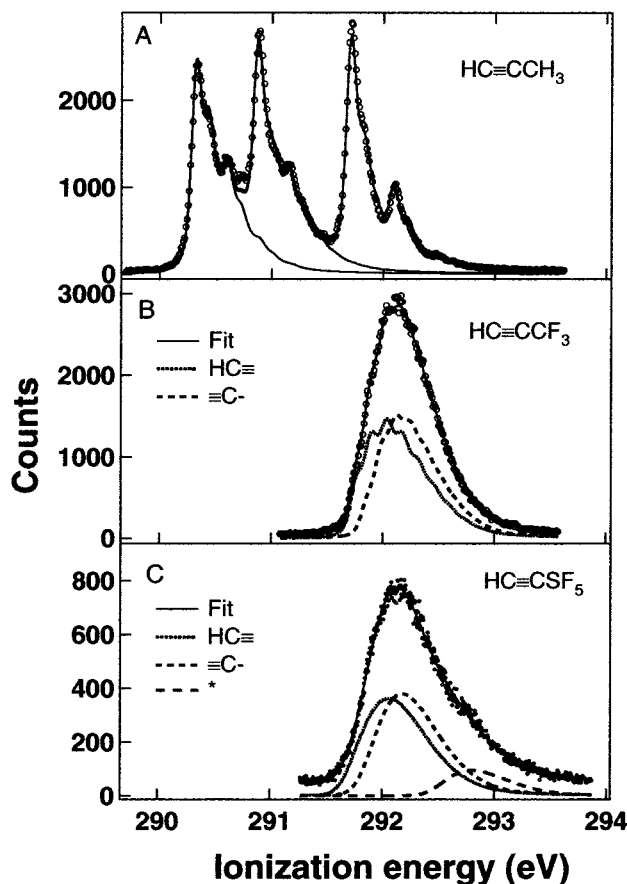 A
HC≡CCH₃
2000
1000
0
B
HC≡CCF₃
3000
2000
1000
0
Fit
HC≡
≡C-
C
HC≡CSF₅
800
600
400
200
0
Fit
HC≡
≡C-
*
Counts
290 291 292 293 294
Ionization energy (eV)